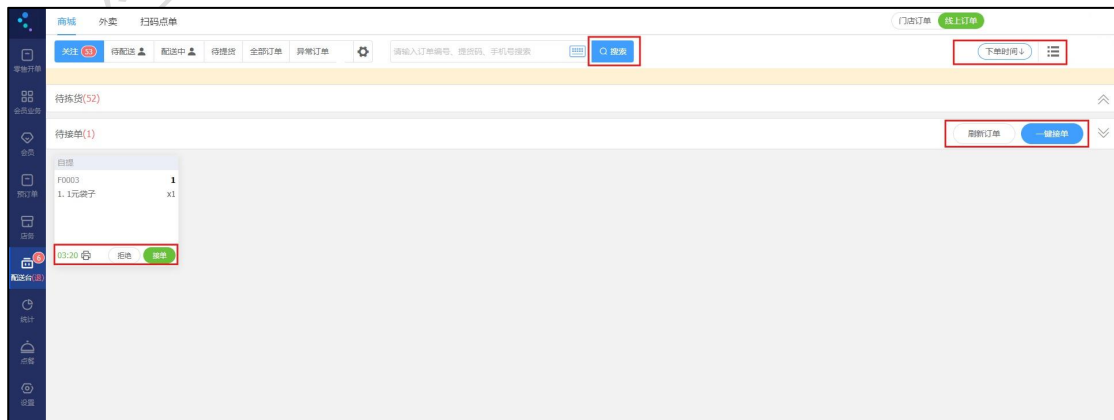 商城 外卖 扫码点单 门店订单 线上订单
关注 53 待配送 配送中 待提货 全部订单 异常订单 请输入订单编号、提货码、手机号搜索 搜索 下单时间↓
零售开单
会员业务
会员
预订单
店务
6
配送台(退)
统计
点餐
设置
待拣货(52)
待接单(1) 刷新订单 一键接单
自提
F0003 1
1. 1元袋子 x1
03:20 拒绝 接单